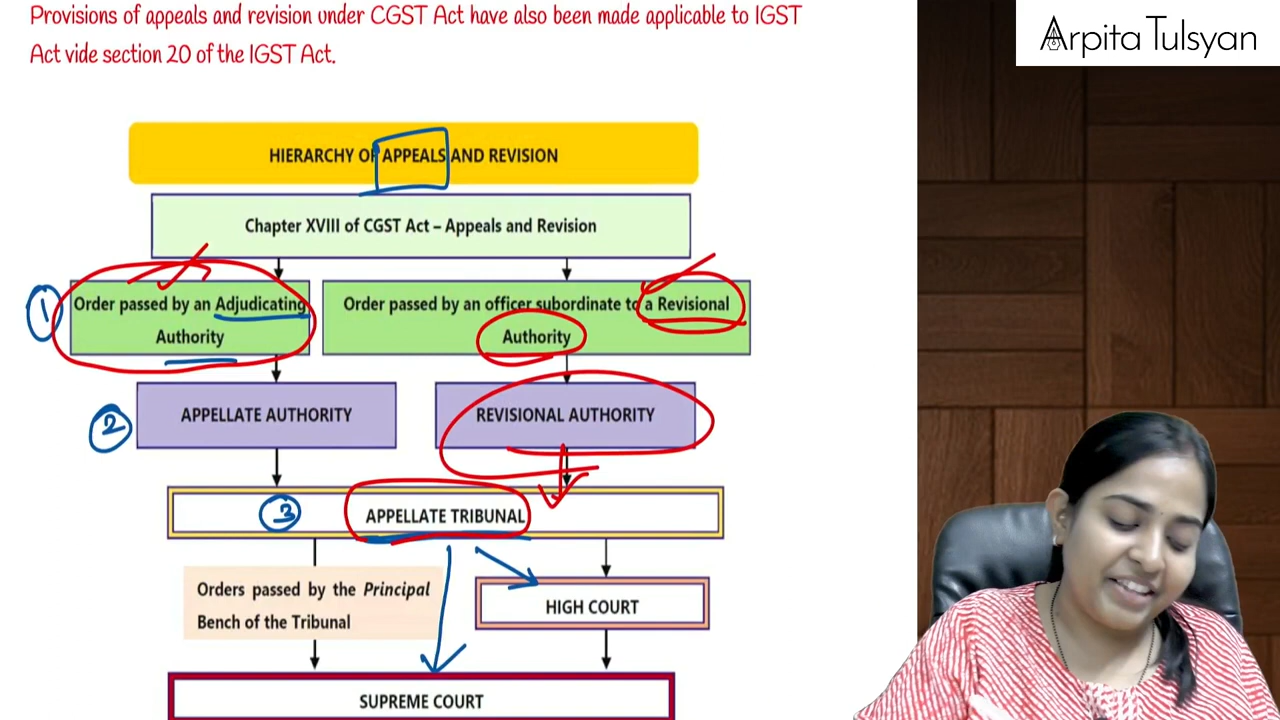 Provisions of appeals and revision under CGST Act have also been made applicable to IGST
Act vide section 20 of the IGST Act.
Arpita Tulsyan
HIERARCHY OF APPEALS AND REVISION
Chapter XVIII of CGST Act – Appeals and Revision
1
Order passed by an Adjudicating
Authority
Order passed by an officer subordinate to a Revisional
Authority
2
APPELLATE AUTHORITY
REVISIONAL AUTHORITY
3
APPELLATE TRIBUNAL
Orders passed by the Principal
Bench of the Tribunal
HIGH COURT
SUPREME COURT